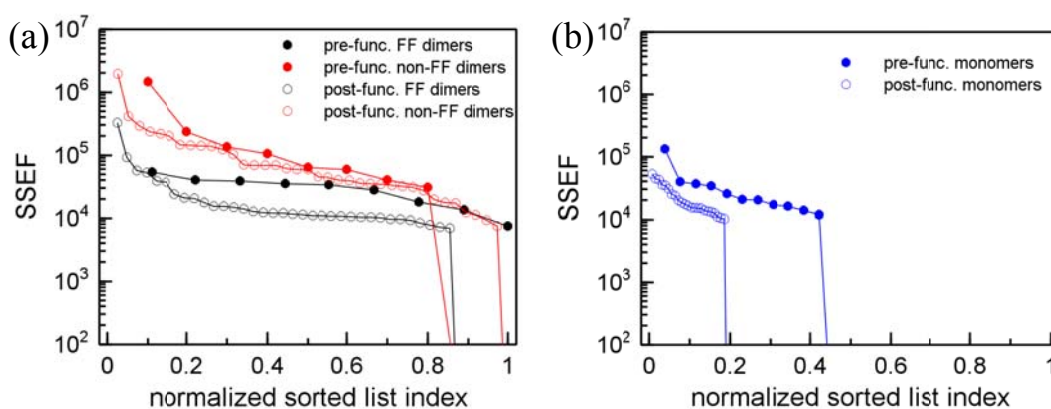 (a)
10^7
10^6
10^5
10^4
10^3
10^2
SSEF
pre-func. FF dimers
pre-func. non-FF dimers
post-func. FF dimers
post-func. non-FF dimers
0 0.2 0.4 0.6 0.8 1
normalized sorted list index
(b)
10^7
10^6
10^5
10^4
10^3
10^2
SSEF
pre-func. monomers
post-func. monomers
0 0.2 0.4 0.6 0.8 1
normalized sorted list index